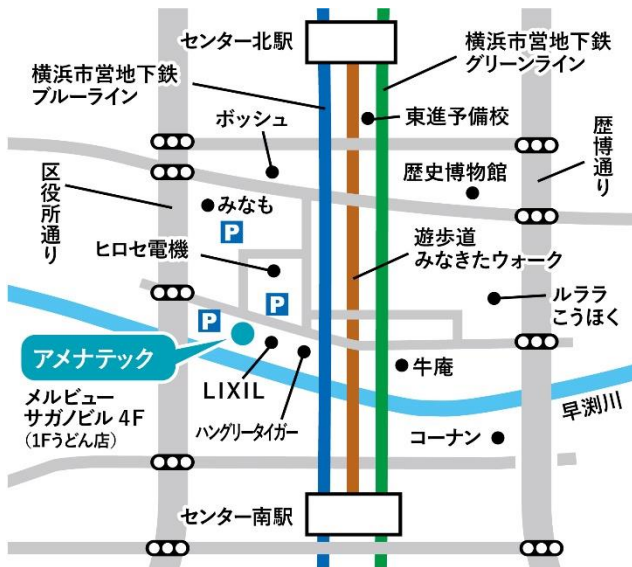 センター北駅
横浜市営地下鉄
ブルーライン
横浜市営地下鉄
グリーンライン
ボッシュ
東進予備校
歴博通り
区役所通り
みなも
歴史博物館
P
ヒロセ電機
遊歩道
みなきたウォーク
P
P
ルララ
こうほく
アメナテック
LIXIL
牛庵
メルビュー
サガノビル 4F
(1Fうどん店)
ハングリータイガー
早渕川
コーナン
センター南駅